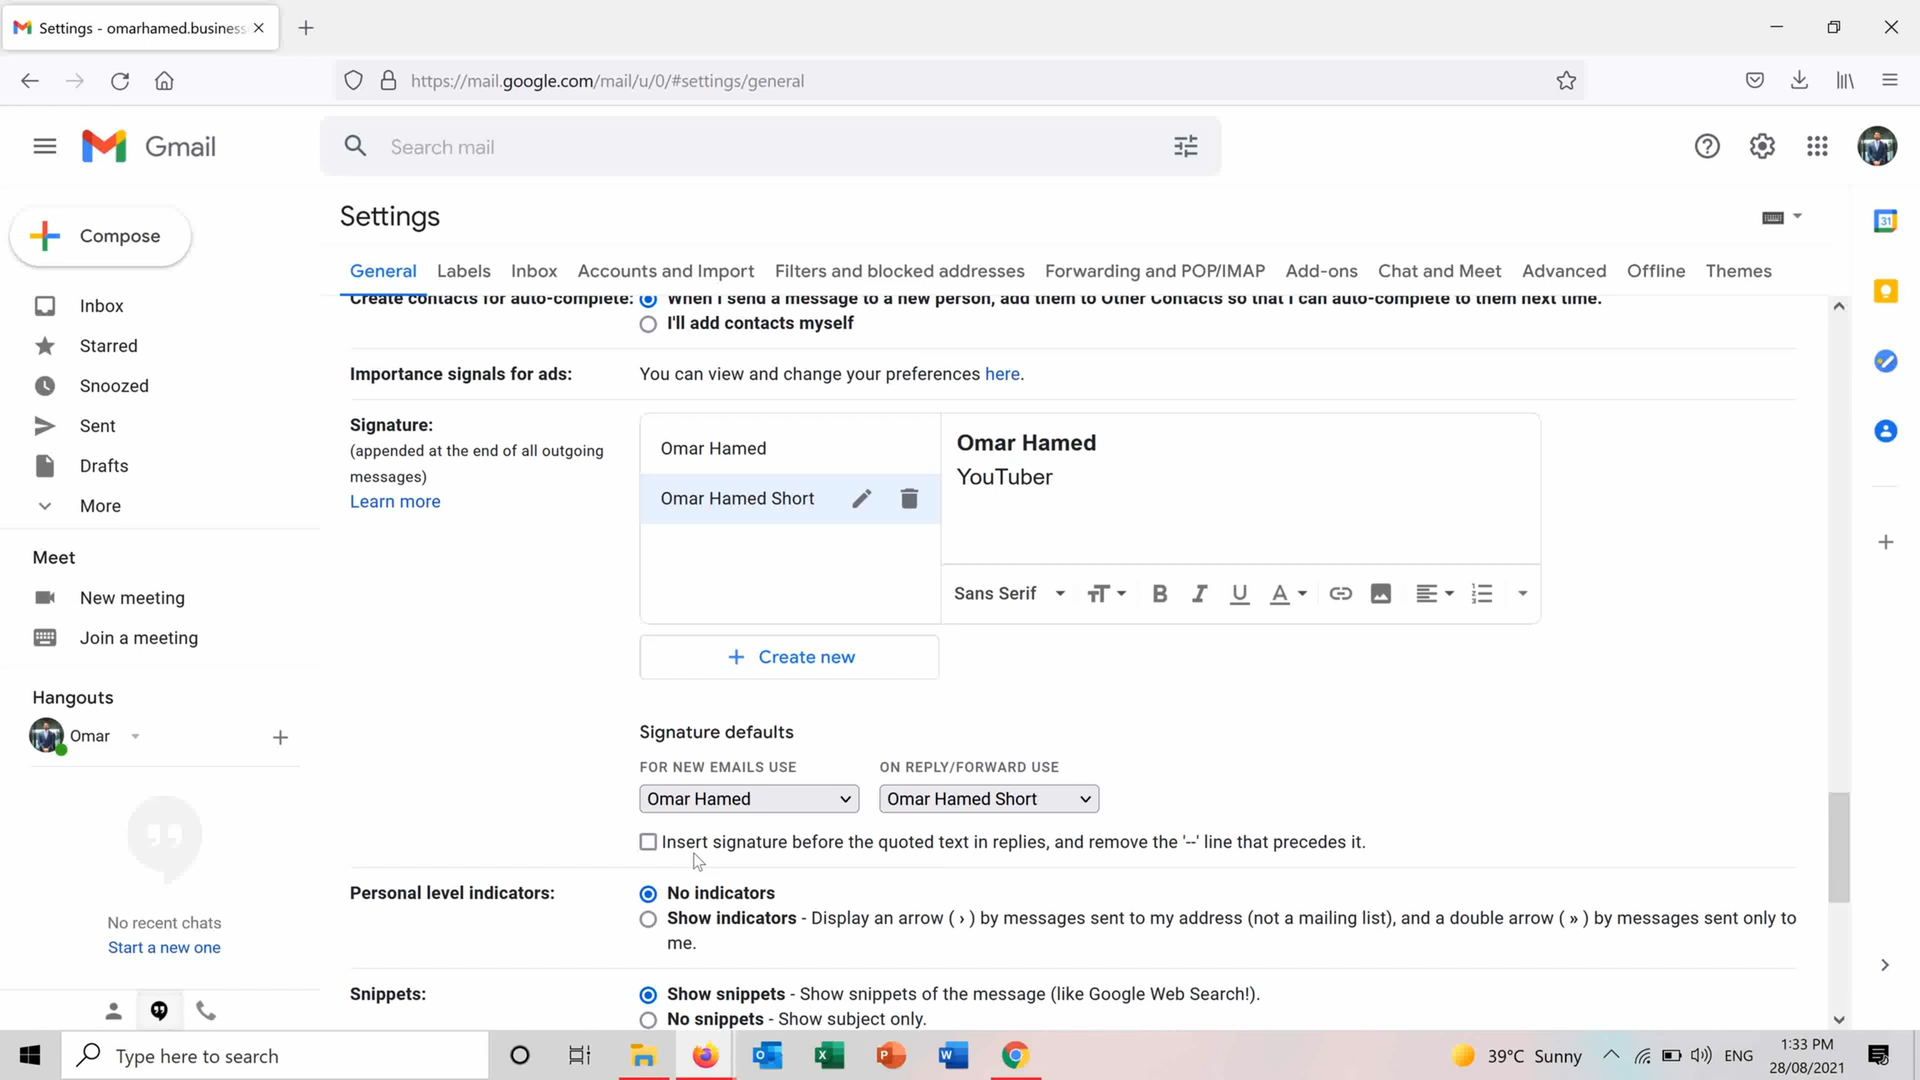 Settings - omarhamed.business
https://mail.google.com/mail/u/0/#settings/general
Gmail
Search mail
Compose
Inbox
Starred
Snoozed
Sent
Drafts
More
Meet
New meeting
Join a meeting
Hangouts
Omar
No recent chats
Start a new one
Settings
General Labels Inbox Accounts and Import Filters and blocked addresses Forwarding and POP/IMAP Add-ons Chat and Meet Advanced Offline Themes
Create contacts for auto-complete: When I send a message to a new person, add them to Other Contacts so that I can auto-complete to them next time.
I'll add contacts myself
Importance signals for ads: You can view and change your preferences here.
Signature:
(appended at the end of all outgoing
messages)
Learn more
Omar Hamed
Omar Hamed Short
Omar Hamed
YouTuber
Sans Serif
Create new
Signature defaults
FOR NEW EMAILS USE ON REPLY/FORWARD USE
Omar Hamed Omar Hamed Short
Insert signature before the quoted text in replies, and remove the '--' line that precedes it.
Personal level indicators: No indicators
Show indicators - Display an arrow ( › ) by messages sent to my address (not a mailing list), and a double arrow ( » ) by messages sent only to
me.
Snippets: Show snippets - Show snippets of the message (like Google Web Search!).
No snippets - Show subject only.
31
Type here to search
39°C Sunny ENG
1:33 PM
28/08/2021